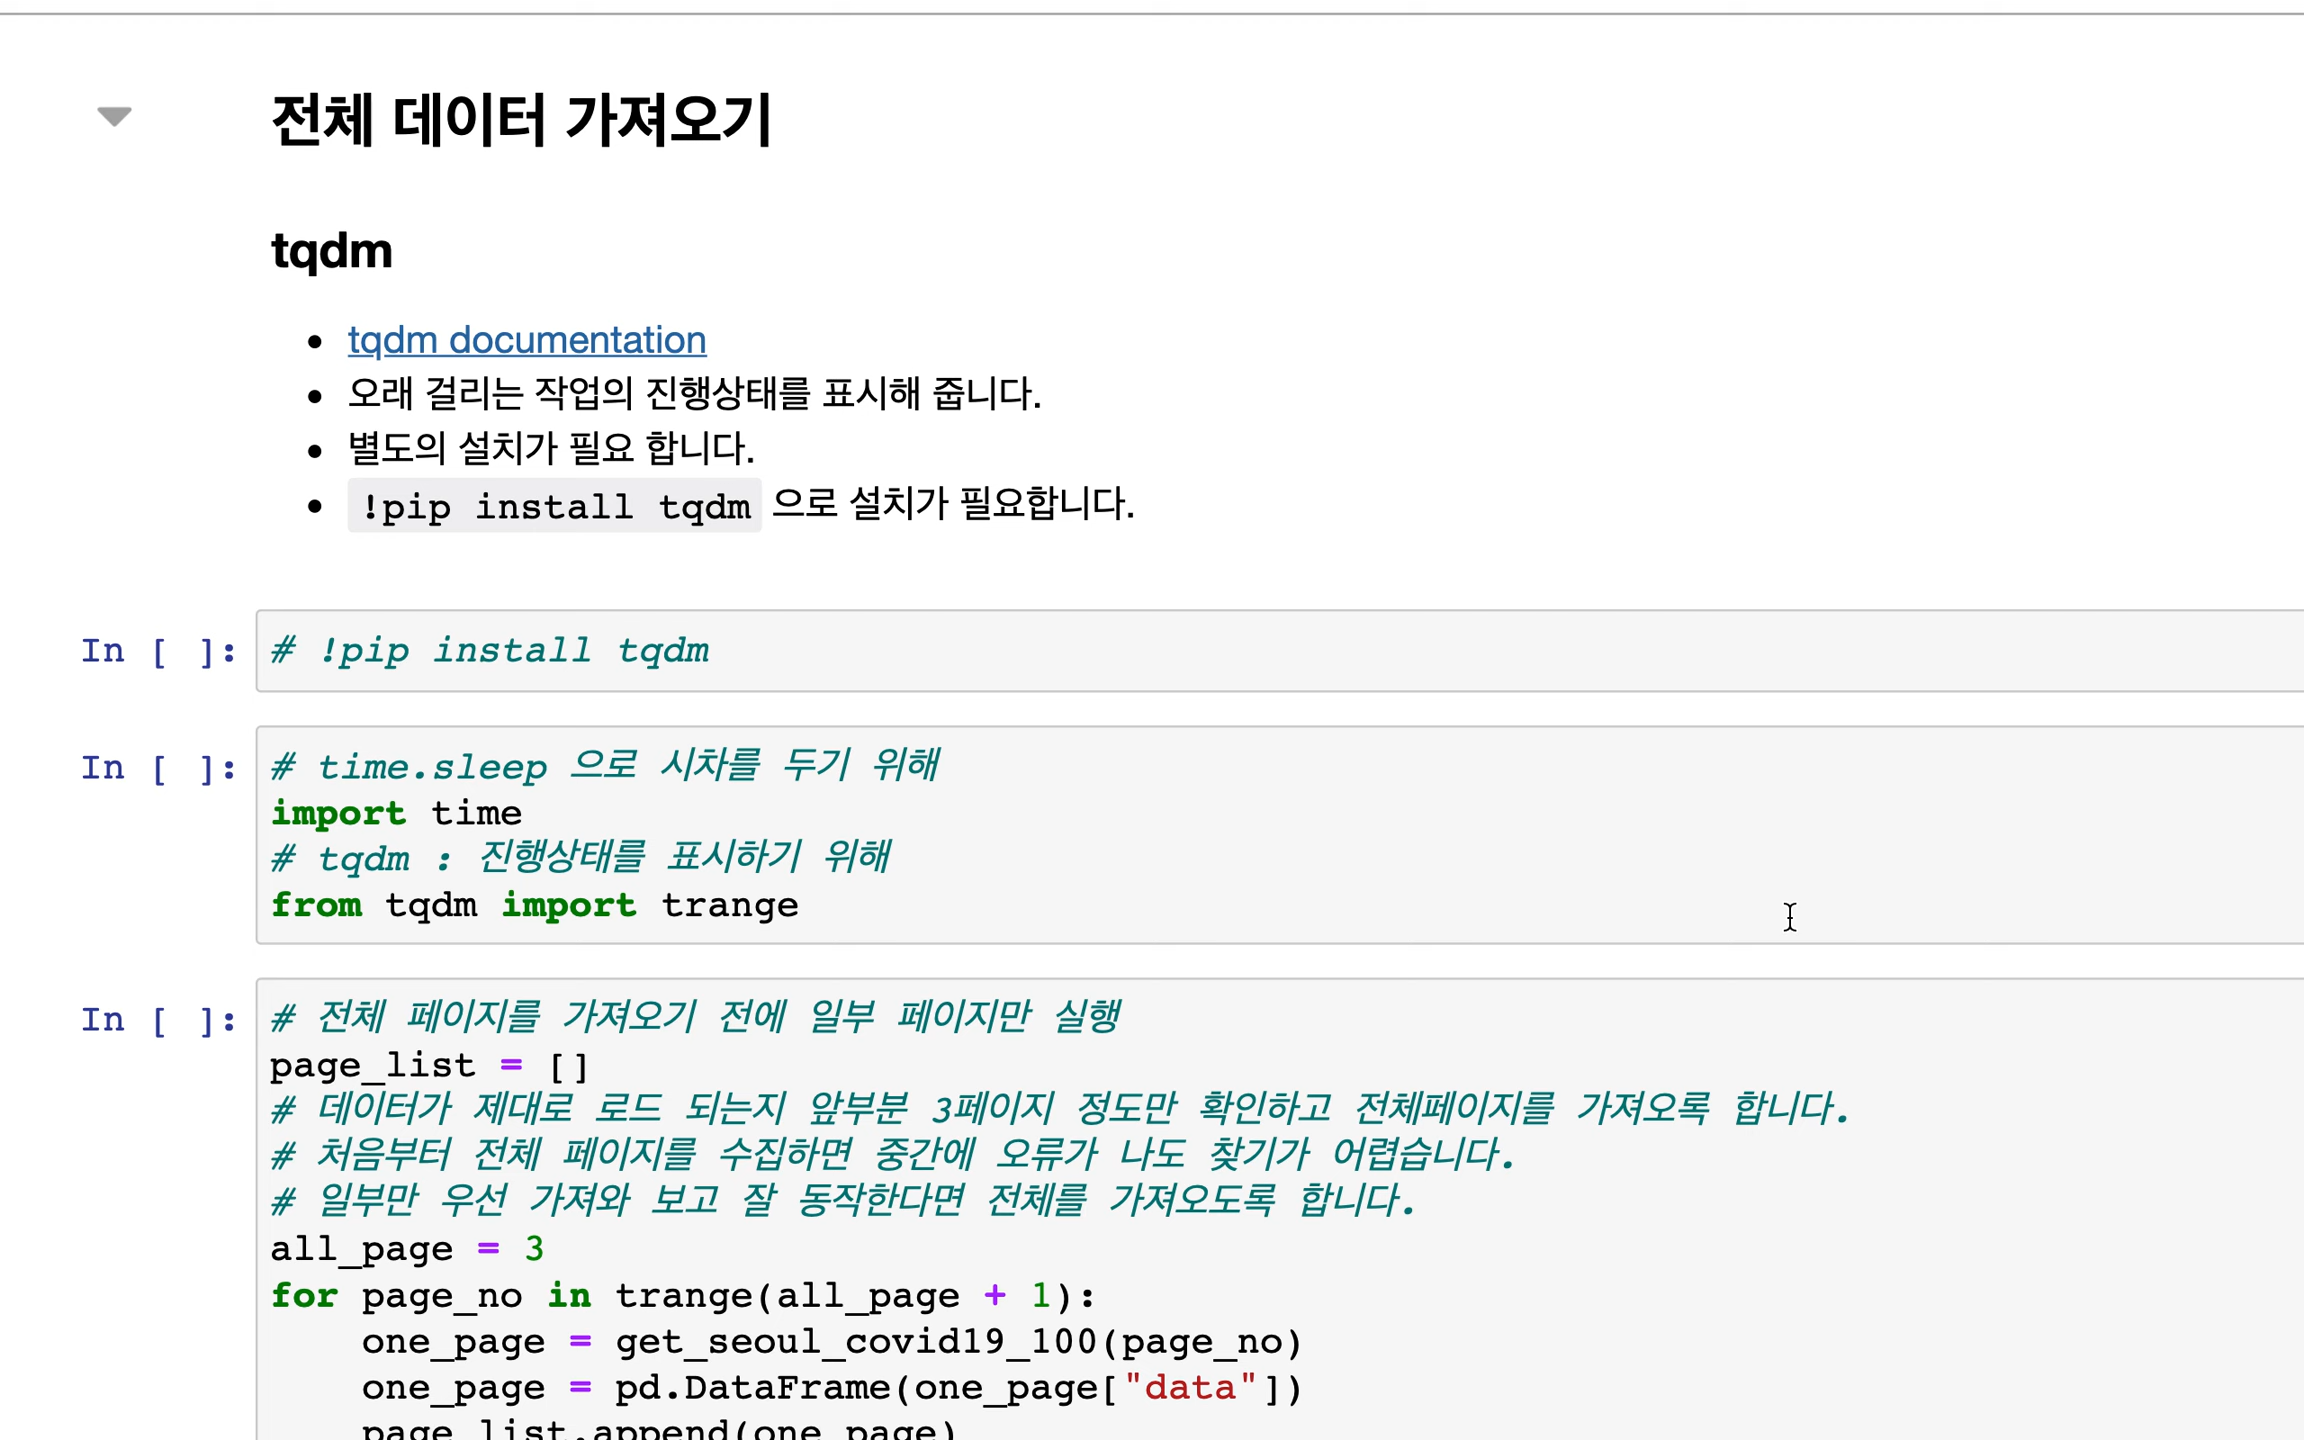 전체 데이터 가져오기
tqdm
tqdm documentation
오래 걸리는 작업의 진행상태를 표시해 줍니다.
별도의 설치가 필요 합니다.
!pip install tqdm 으로 설치가 필요합니다.
In [ ]: # !pip install tqdm
In [ ]: # time.sleep 으로 시차를 두기 위해
import time
# tqdm : 진행상태를 표시하기 위해
from tqdm import trange
In [ ]: # 전체 페이지를 가져오기 전에 일부 페이지만 실행
page_list = []
# 데이터가 제대로 로드 되는지 앞부분 3페이지 정도만 확인하고 전체페이지를 가져오록 합니다.
# 처음부터 전체 페이지를 수집하면 중간에 오류가 나도 찾기가 어렵습니다.
# 일부만 우선 가져와 보고 잘 동작한다면 전체를 가져오도록 합니다.
all_page = 3
for page_no in trange(all_page + 1):
    one_page = get_seoul_covid19_100(page_no)
    one_page = pd.DataFrame(one_page["data"])
    page_list.append(one_page)